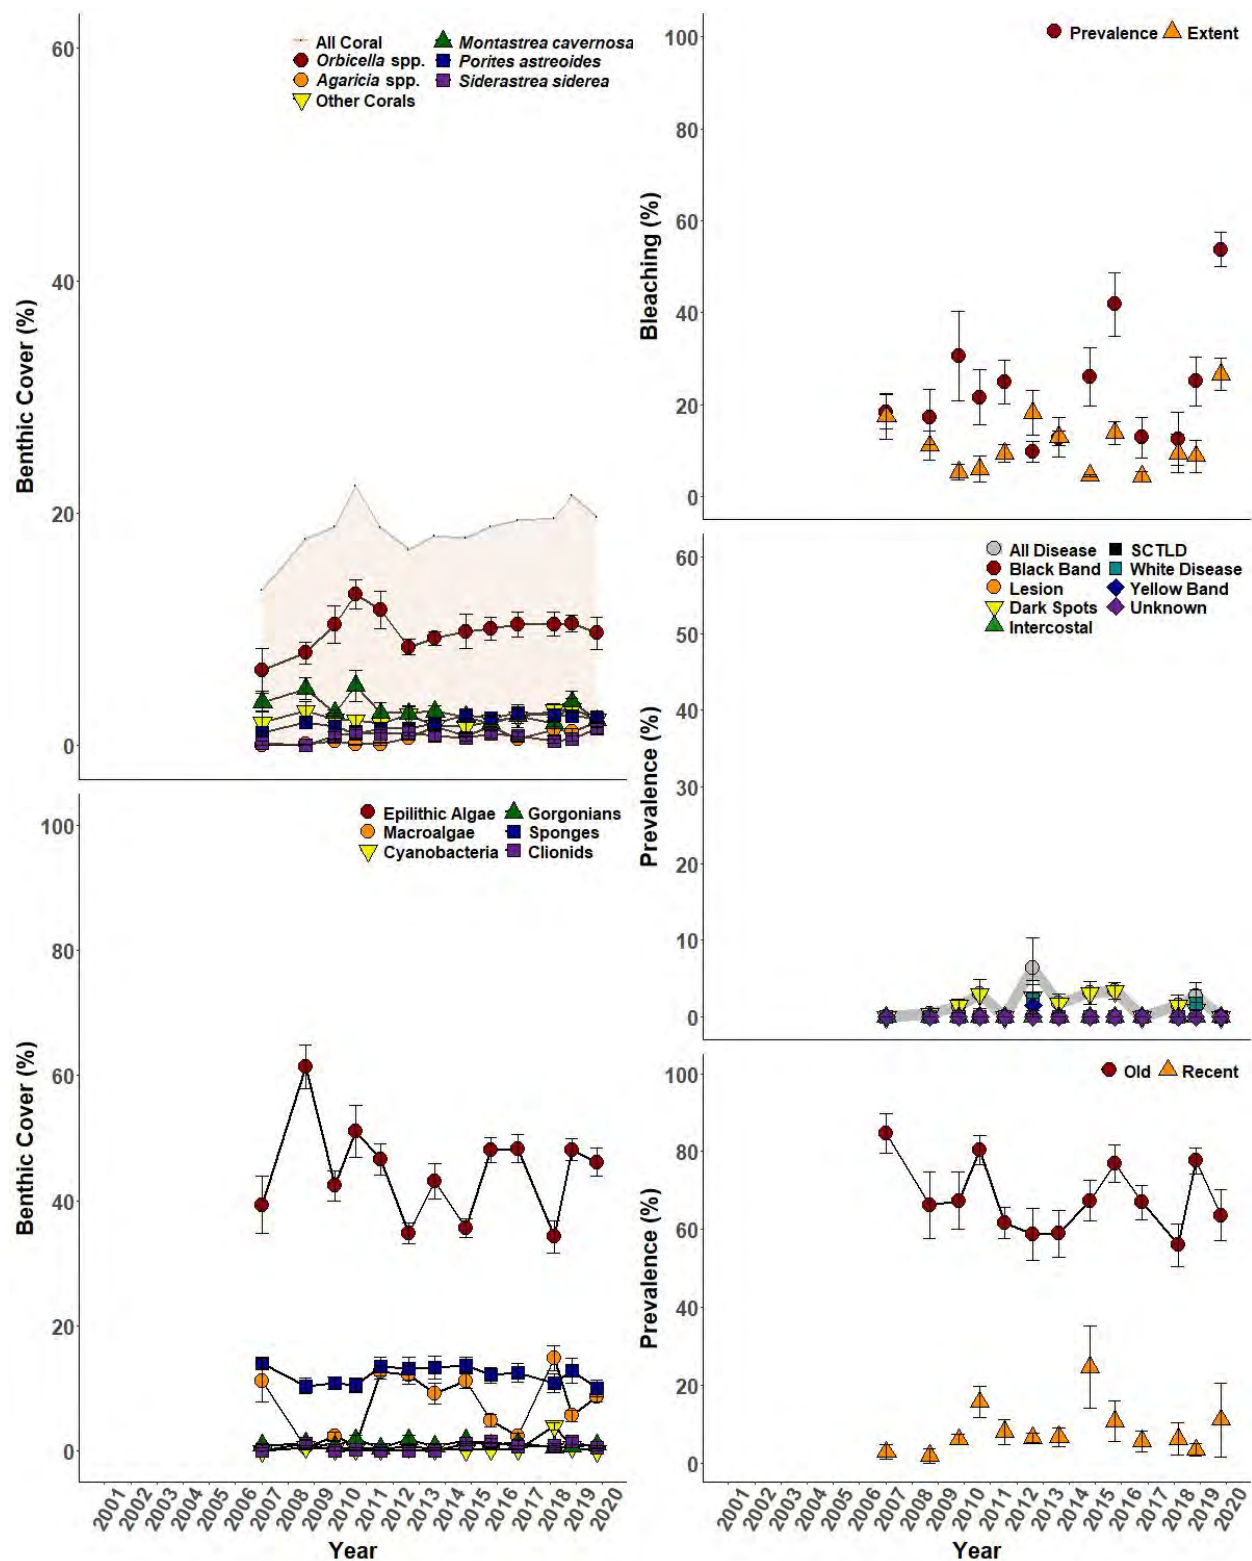 All Coral
Orbicella spp.
Agaricia spp.
Other Corals
Montastrea cavernosa
Porites astreoides
Siderastrea siderea
60
40
20
0
Benthic Cover (%)
Prevalence Extent
100
80
60
40
20
0
Bleaching (%)
All Disease
Black Band
Lesion
Dark Spots
Intercostal
SCTLD
White Disease
Yellow Band
Unknown
60
50
40
30
20
10
0
Prevalence (%)
Epilithic Algae
Macroalgae
Cyanobacteria
Gorgonians
Sponges
Clionids
100
80
60
40
20
0
Benthic Cover (%)
2001 2002 2003 2004 2005 2006 2007 2008 2009 2010 2011 2012 2013 2014 2015 2016 2017 2018 2019 2020
Year
Old Recent
100
80
60
40
20
0
Prevalence (%)
2001 2002 2003 2004 2005 2006 2007 2008 2009 2010 2011 2012 2013 2014 2015 2016 2017 2018 2019 2020
Year